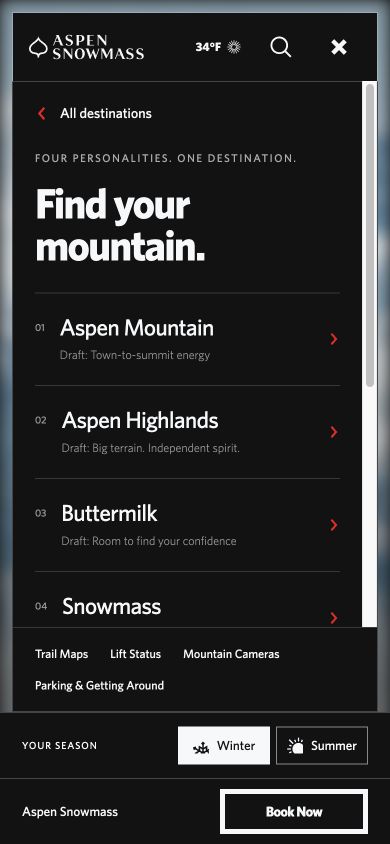 ASPEN
SNOWMASS
34°F
All destinations
FOUR PERSONALITIES. ONE DESTINATION.
Find your
mountain.
01 Aspen Mountain
Draft: Town-to-summit energy
02 Aspen Highlands
Draft: Big terrain. Independent spirit.
03 Buttermilk
Draft: Room to find your confidence
04 Snowmass
Trail Maps Lift Status Mountain Cameras
Parking & Getting Around
YOUR SEASON Winter Summer
Aspen Snowmass Book Now